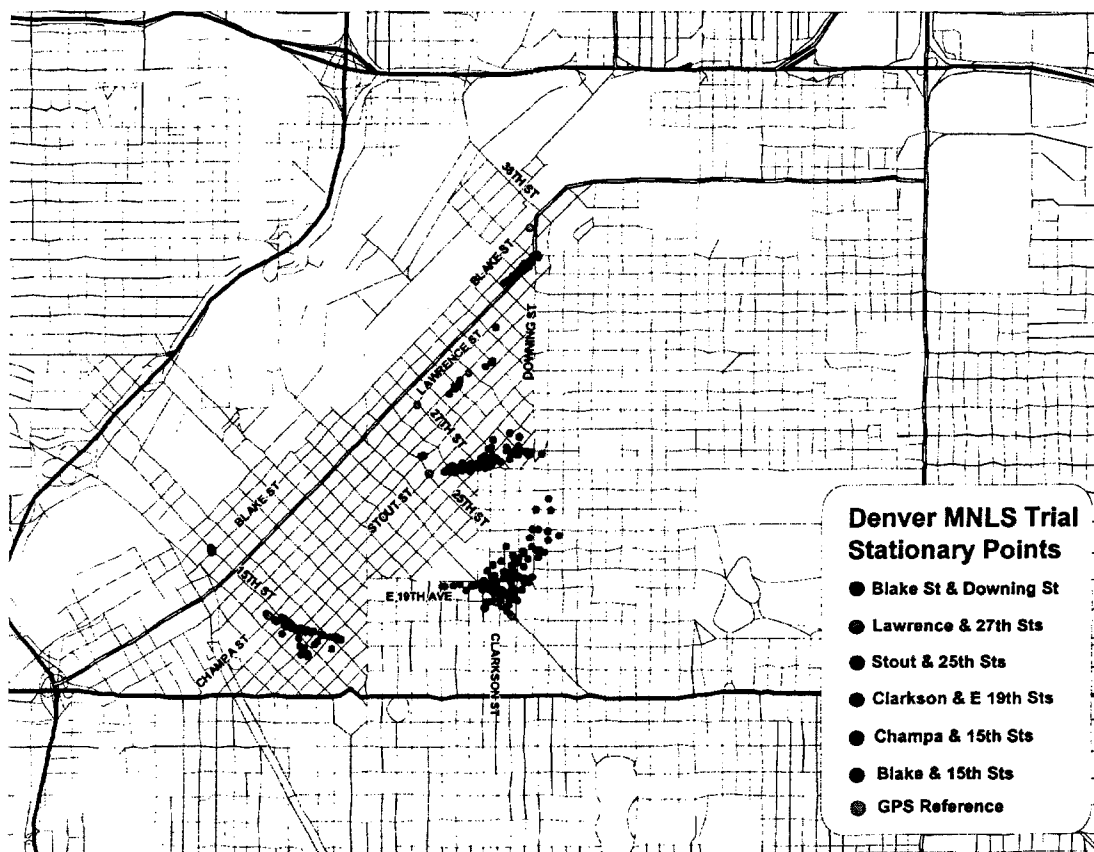 38TH ST
BLAKE ST
DOWNING ST
LAWRENCE ST
27TH ST
BLAKE ST
STOUT ST
25TH ST
15TH ST
E 19TH AVE
CHAMPA ST
CLARKSON ST
Denver MNLS Trial
Stationary Points
Blake St & Downing St
Lawrence & 27th Sts
Stout & 25th Sts
Clarkson & E 19th Sts
Champa & 15th Sts
Blake & 15th Sts
GPS Reference